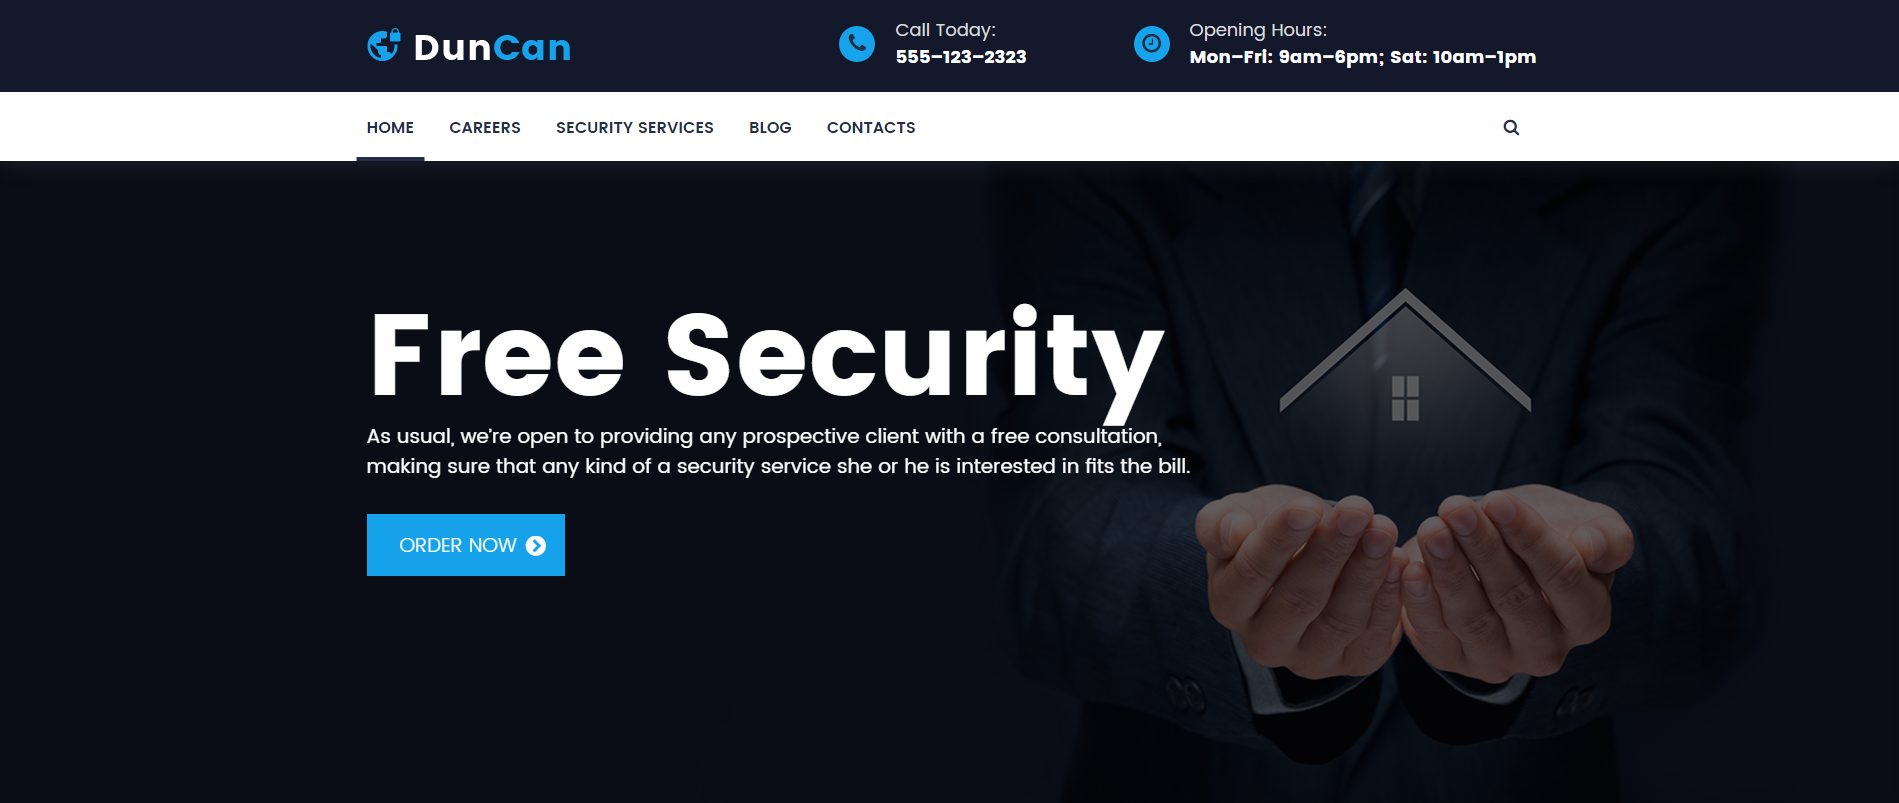 DunCan
Call Today:
555-123-2323
Opening Hours:
Mon-Fri: 9am-6pm; Sat: 10am-1pm
HOME CAREERS SECURITY SERVICES BLOG CONTACTS
Free Security
As usual, we're open to providing any prospective client with a free consultation,
making sure that any kind of a security service she or he is interested in fits the bill.
ORDER NOW